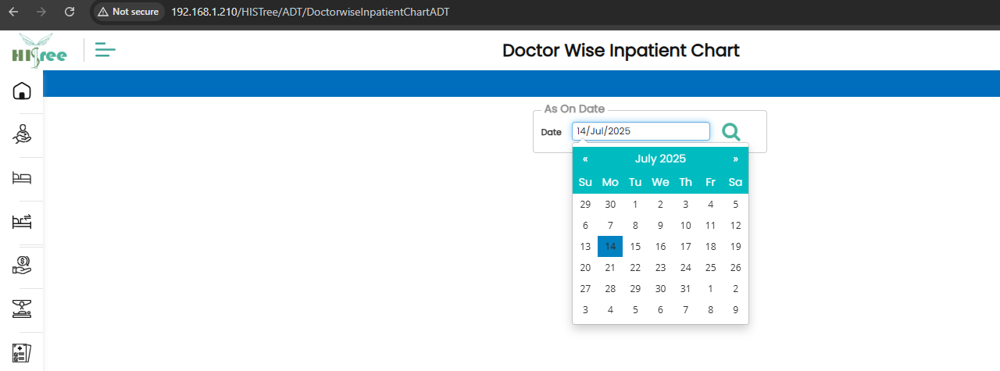 Not secure 192.168.1.210/HISTree/ADT/DoctorwiseInpatientChartADT
HISTree
Doctor Wise Inpatient Chart
As On Date
Date 14/Jul/2025
« July 2025 »
Su Mo Tu We Th Fr Sa
29 30 1 2 3 4 5
6 7 8 9 10 11 12
13 14 15 16 17 18 19
20 21 22 23 24 25 26
27 28 29 30 31 1 2
3 4 5 6 7 8 9